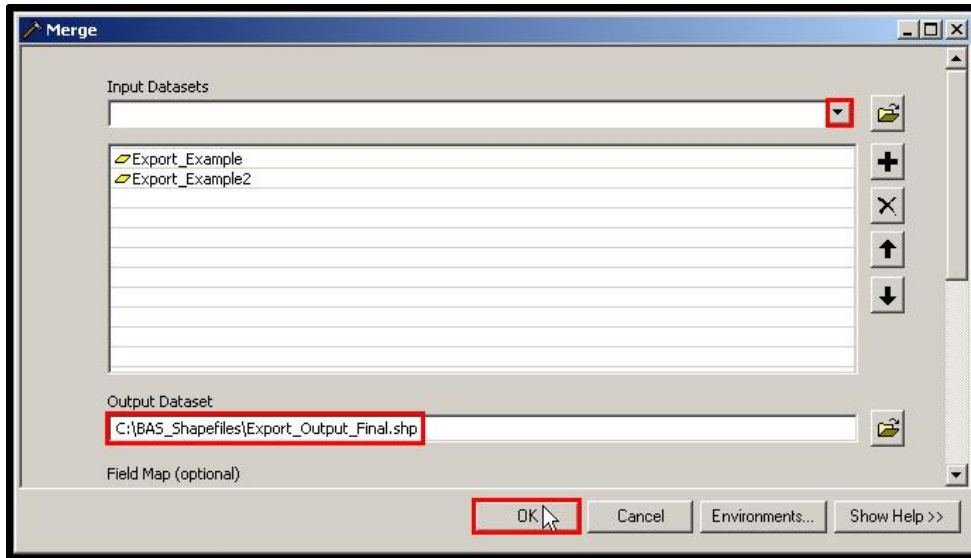 Merge
Input Datasets
Export_Example
Export_Example2
Output Dataset
C:\BAS_Shapefiles\Export_Output_Final.shp
Field Map (optional)
OK Cancel Environments... Show Help >>